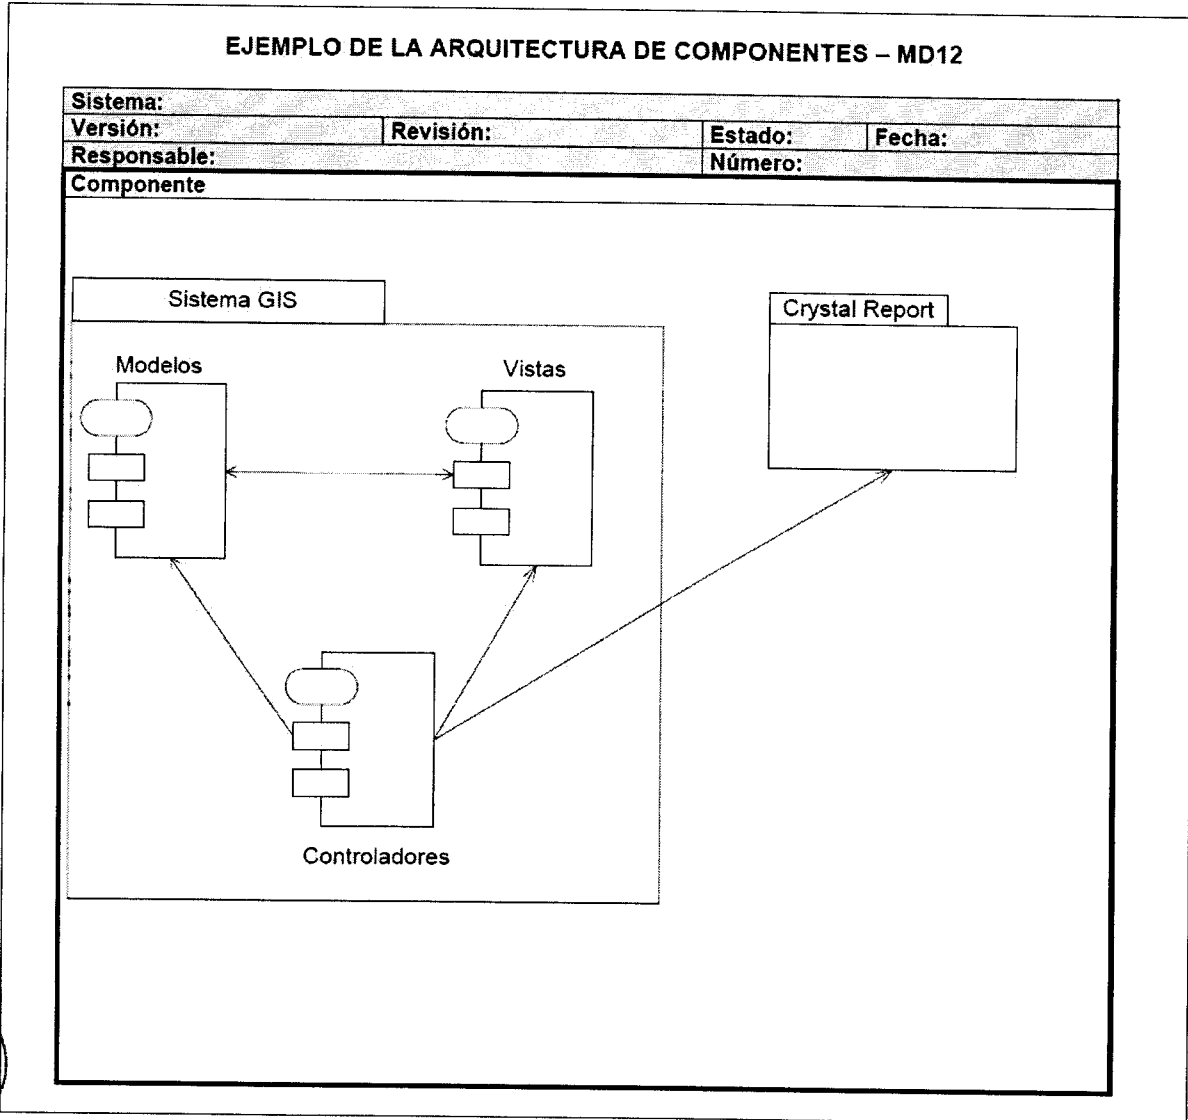 EJEMPLO DE LA ARQUITECTURA DE COMPONENTES – MD12
Sistema:
Versión: Revisión: Estado: Fecha:
Responsable: Número:
Componente
Sistema GIS
Crystal Report
Modelos
Vistas
Controladores